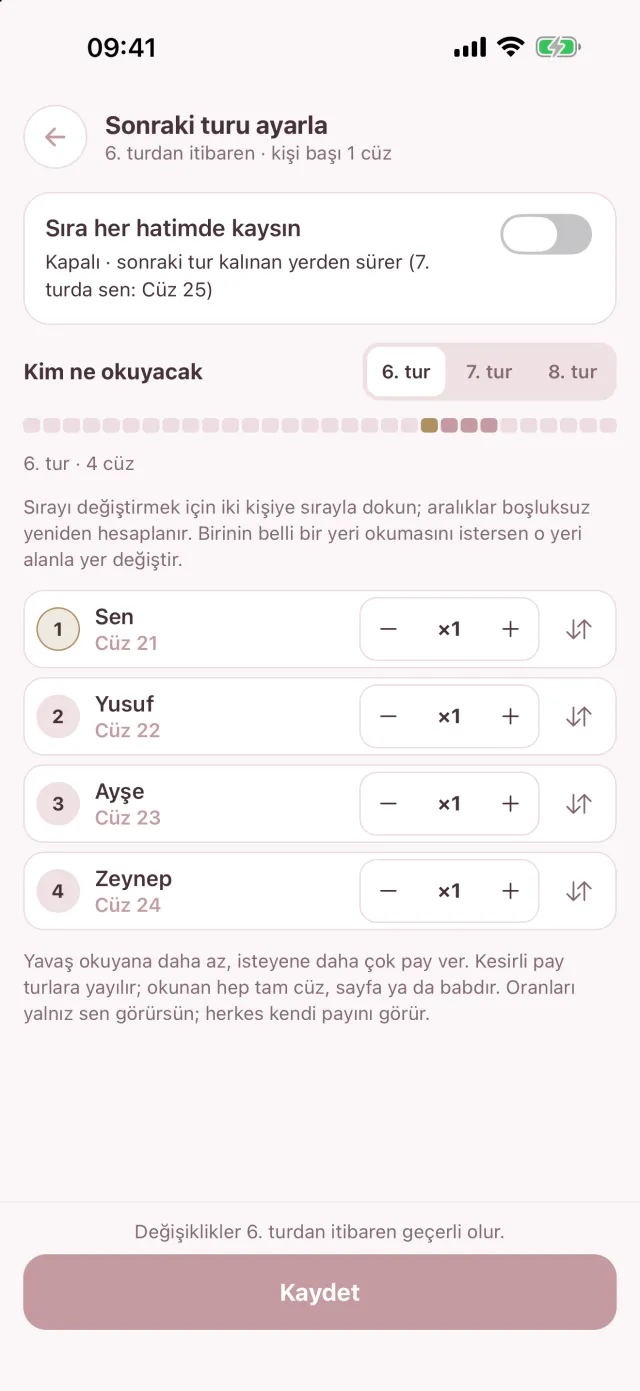 09:41
Sonraki turu ayarla
6. turdan itibaren · kişi başı 1 cüz
Sıra her hatimde kaysın
Kapalı · sonraki tur kalınan yerden sürer (7.
turda sen: Cüz 25)
Kim ne okuyacak
6. tur
7. tur
8. tur
6. tur · 4 cüz
Sırayı değiştirmek için iki kişiye sırayla dokun; aralıklar boşluksuz
yeniden hesaplanır. Birinin belli bir yeri okumasını istersen o yeri
alanla yer değiştir.
1
Sen
Cüz 21
− ×1 +
2
Yusuf
Cüz 22
− ×1 +
3
Ayşe
Cüz 23
− ×1 +
4
Zeynep
Cüz 24
− ×1 +
Yavaş okuyana daha az, isteyene daha çok pay ver. Kesirli pay
turlara yayılır; okunan hep tam cüz, sayfa ya da babdır. Oranları
yalnız sen görürsün; herkes kendi payını görür.
Değişiklikler 6. turdan itibaren geçerli olur.
Kaydet